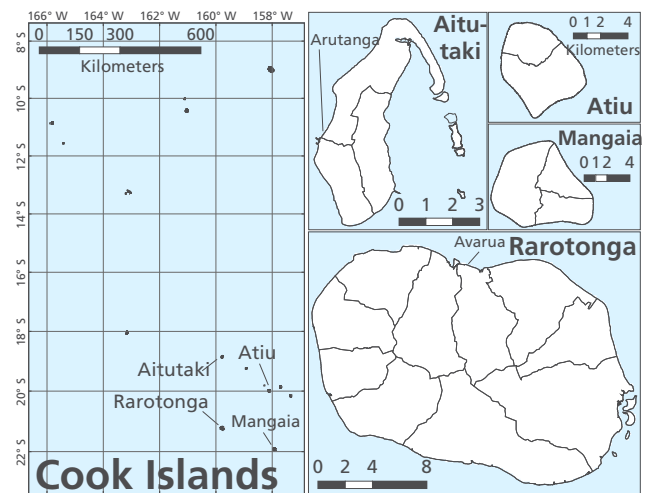 166° W 164° W 162° W 160° W 158° W
8° S
10° S
12° S
14° S
16° S
18° S
20° S
22° S
0 150 300 600
Kilometers
Aitutaki
Atiu
Rarotonga
Mangaia
Cook Islands
Aitu-
taki
Arutanga
0 1 2 3
0 1 2 4
Kilometers
Atiu
Mangaia
0 1 2 4
Avarua
Rarotonga
0 2 4 8